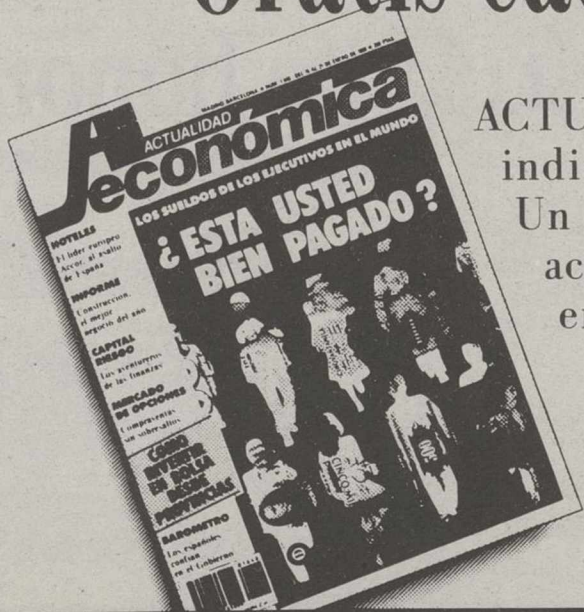 ACTUALIDAD
económica
LOS SUELDOS DE LOS EJECUTIVOS EN EL MUNDO
¿ ESTA USTED
BIEN PAGADO ?
HOTELES
El líder europeo
Accor, al asalto
de España
INFORME
Construcción,
el mejor
negocio del año
CAPITAL
RIESGO
Los aventureros
de las finanzas
MERCADO
DE OPCIONES
Compraventas
sin sobresaltos
COMO
INVERTIR
EN BOLSA
DESDE
PROVINCIAS
BAROMETRO
Los españoles
confían
en el Gobierno
ACTU
indi
Un
ac
e